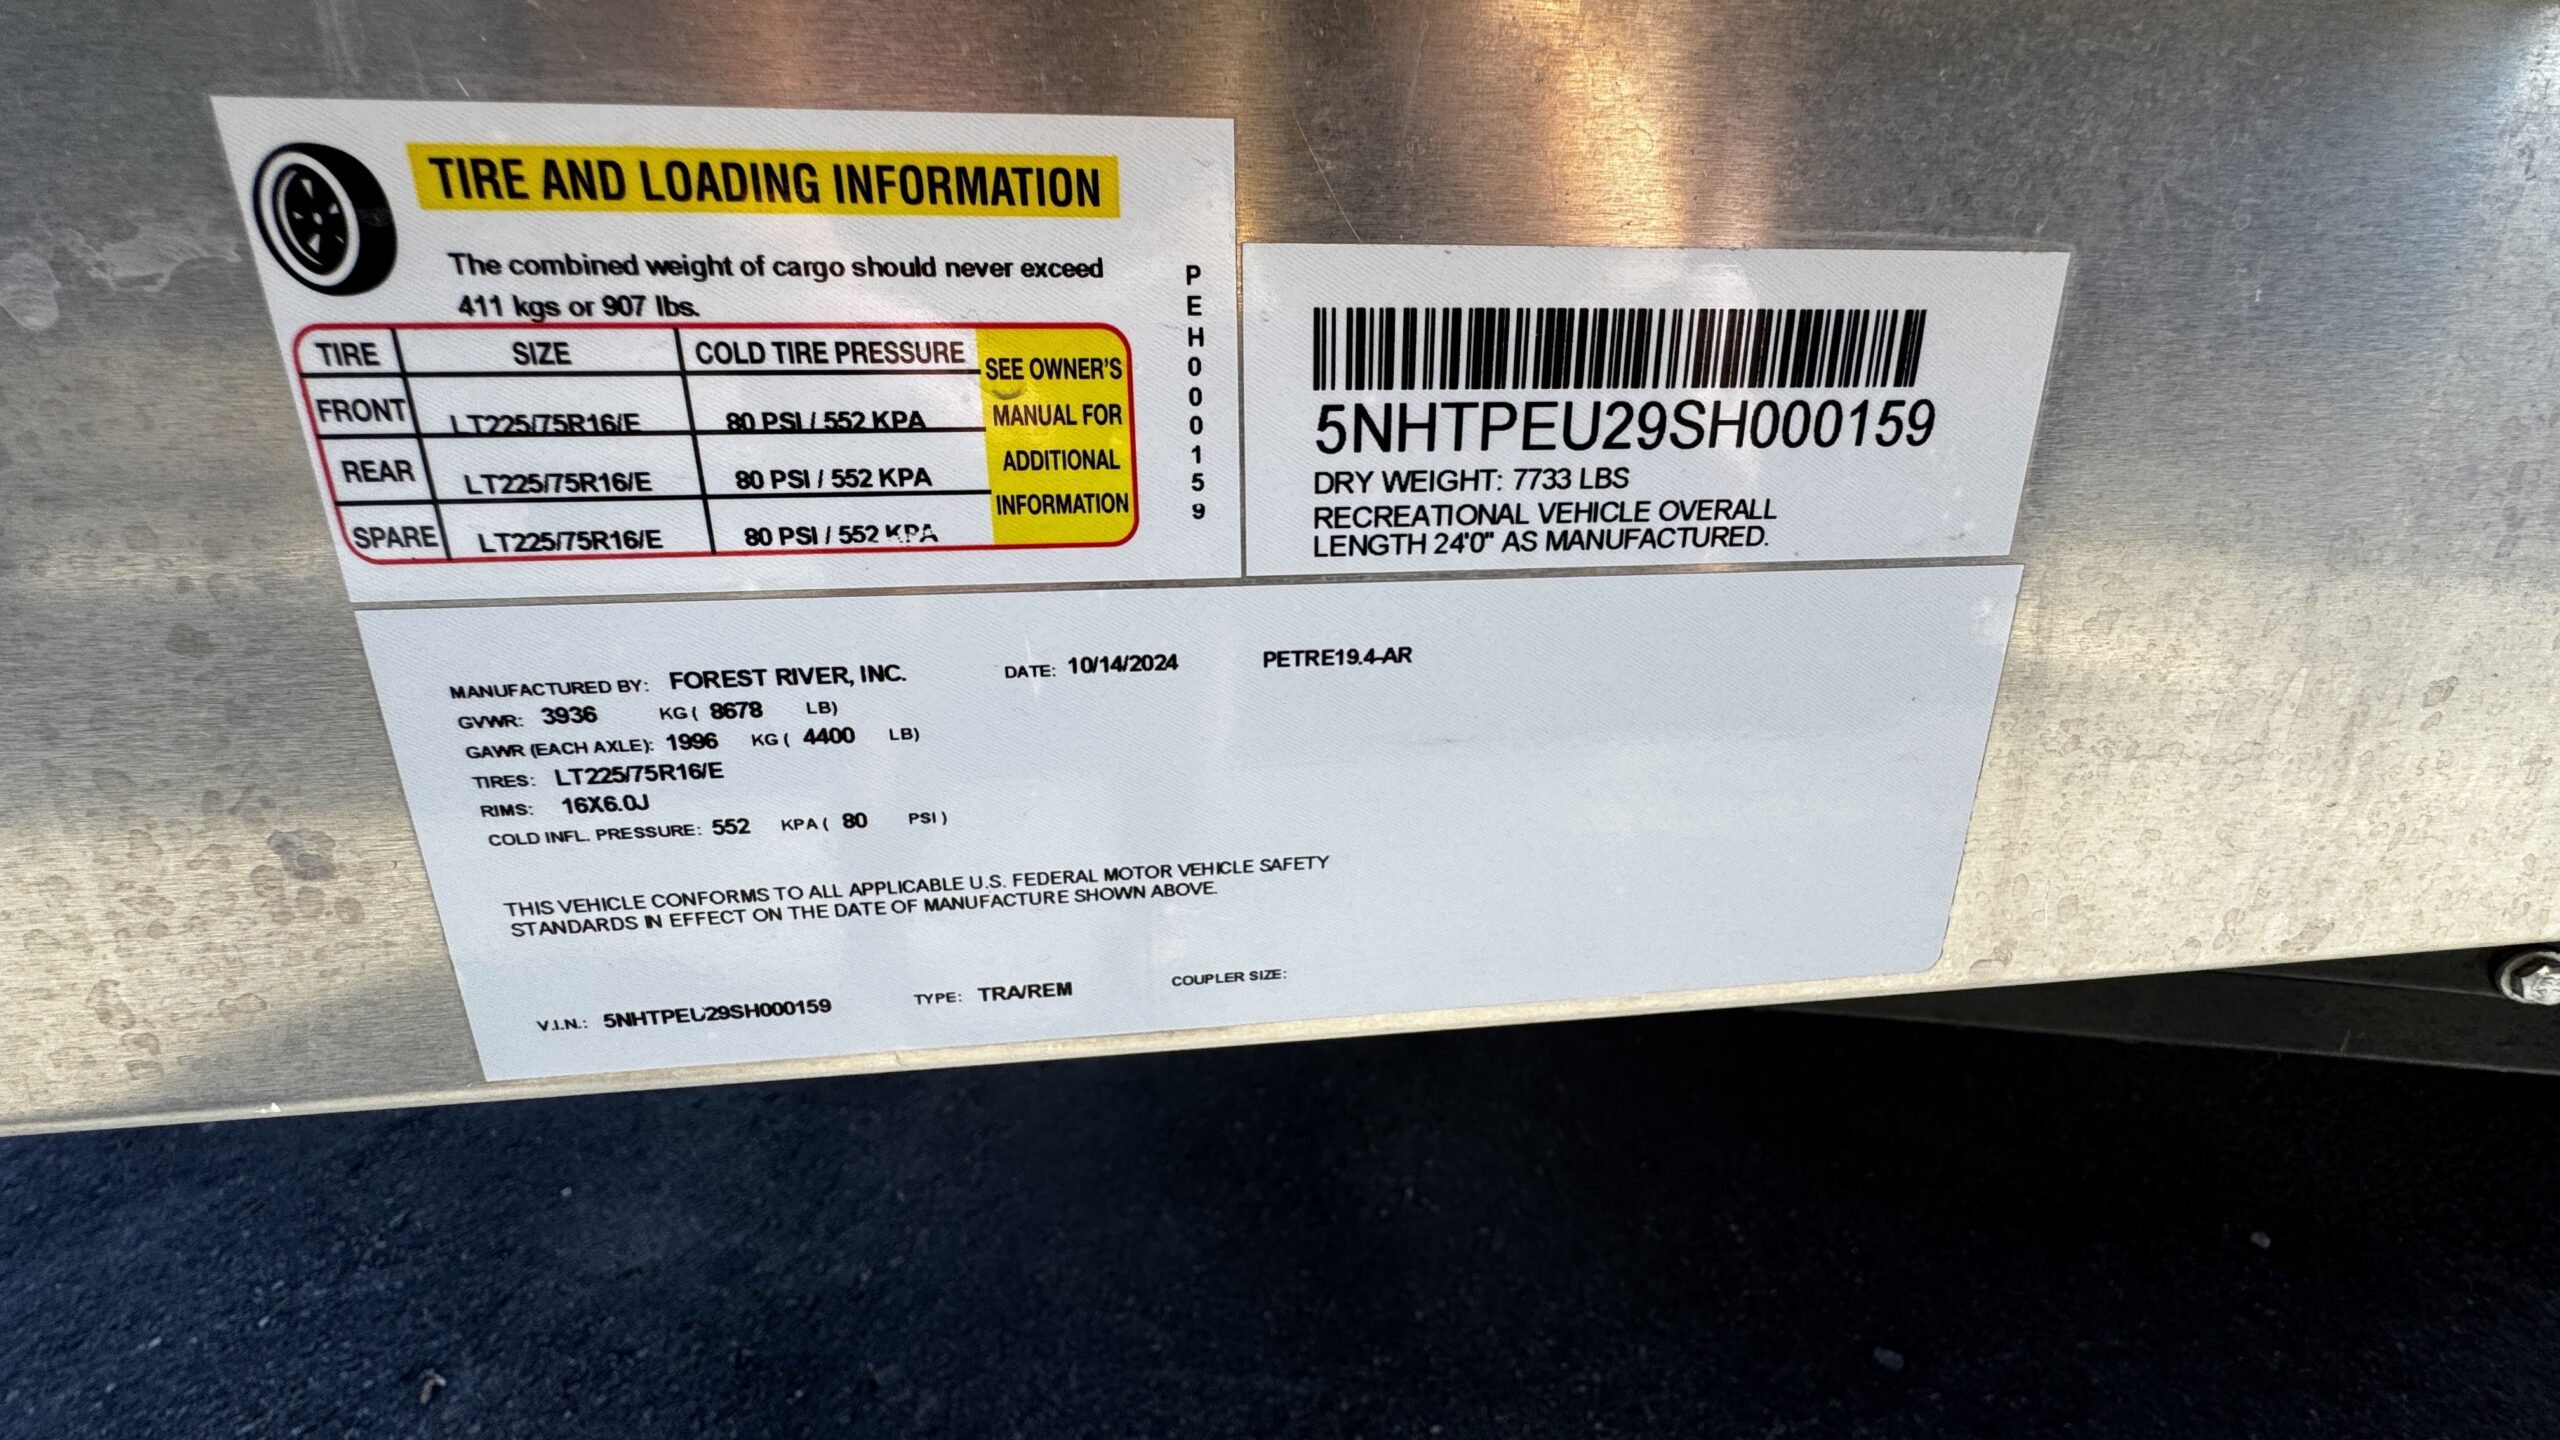 TIRE AND LOADING INFORMATION
The combined weight of cargo should never exceed
411 kgs or 907 lbs.
TIRE SIZE COLD TIRE PRESSURE
FRONT LT225/75R16/E 80 PSI / 552 KPA
REAR LT225/75R16/E 80 PSI / 552 KPA
SPARE LT225/75R16/E 80 PSI / 552 KPA
SEE OWNER'S
MANUAL FOR
ADDITIONAL
INFORMATION
PEH000159
5NHTPEU29SH000159
DRY WEIGHT: 7733 LBS
RECREATIONAL VEHICLE OVERALL
LENGTH 24'0" AS MANUFACTURED.
MANUFACTURED BY: FOREST RIVER, INC. DATE: 10/14/2024 PETRE19.4-AR
GVWR: 3936 KG ( 8678 LB)
GAWR (EACH AXLE): 1996 KG ( 4400 LB)
TIRES: LT225/75R16/E
RIMS: 16X6.0J
COLD INFL. PRESSURE: 552 KPA ( 80 PSI )
THIS VEHICLE CONFORMS TO ALL APPLICABLE U.S. FEDERAL MOTOR VEHICLE SAFETY
STANDARDS IN EFFECT ON THE DATE OF MANUFACTURE SHOWN ABOVE.
V.I.N.: 5NHTPEU29SH000159 TYPE: TRA/REM COUPLER SIZE: